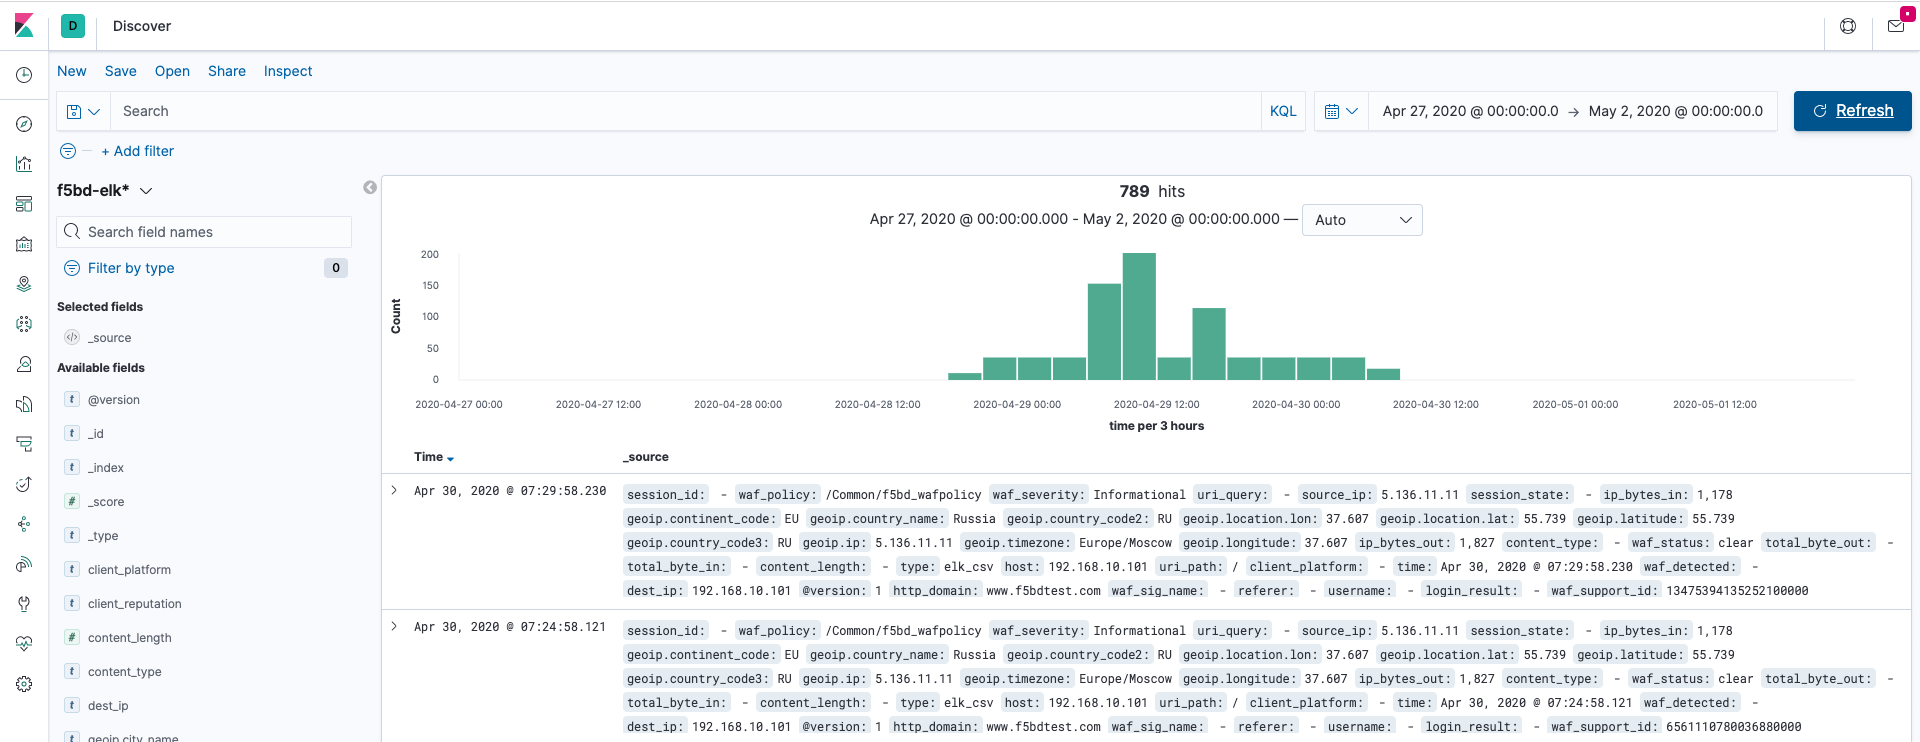 D Discover
New Save Open Share Inspect
Search KQL Apr 27, 2020 @ 00:00:00.0 → May 2, 2020 @ 00:00:00.0 Refresh
+ Add filter
f5bd-elk*
Search field names
Filter by type 0
Selected fields
_source
Available fields
t @version
t _id
t _index
# _score
t _type
t client_platform
t client_reputation
# content_length
t content_type
t dest_ip
t geoip.city_name
789 hits
Apr 27, 2020 @ 00:00:00.000 - May 2, 2020 @ 00:00:00.000 — Auto
Count
200
150
100
50
0
2020-04-27 00:00 2020-04-27 12:00 2020-04-28 00:00 2020-04-28 12:00 2020-04-29 00:00 2020-04-29 12:00 2020-04-30 00:00 2020-04-30 12:00 2020-05-01 00:00 2020-05-01 12:00
time per 3 hours
Time _source
Apr 30, 2020 @ 07:29:58.230
session_id: - waf_policy: /Common/f5bd_wafpolicy waf_severity: Informational uri_query: - source_ip: 5.136.11.11 session_state: - ip_bytes_in: 1,178
geoip.continent_code: EU geoip.country_name: Russia geoip.country_code2: RU geoip.location.lon: 37.607 geoip.location.lat: 55.739 geoip.latitude: 55.739
geoip.country_code3: RU geoip.ip: 5.136.11.11 geoip.timezone: Europe/Moscow geoip.longitude: 37.607 ip_bytes_out: 1,827 content_type: - waf_status: clear total_byte_out: -
total_byte_in: - content_length: - type: elk_csv host: 192.168.10.101 uri_path: / client_platform: - time: Apr 30, 2020 @ 07:29:58.230 waf_detected: -
dest_ip: 192.168.10.101 @version: 1 http_domain: www.f5bdtest.com waf_sig_name: - referer: - username: - login_result: - waf_support_id: 13475394135252100000
Apr 30, 2020 @ 07:24:58.121
session_id: - waf_policy: /Common/f5bd_wafpolicy waf_severity: Informational uri_query: - source_ip: 5.136.11.11 session_state: - ip_bytes_in: 1,178
geoip.continent_code: EU geoip.country_name: Russia geoip.country_code2: RU geoip.location.lon: 37.607 geoip.location.lat: 55.739 geoip.latitude: 55.739
geoip.country_code3: RU geoip.ip: 5.136.11.11 geoip.timezone: Europe/Moscow geoip.longitude: 37.607 ip_bytes_out: 1,827 content_type: - waf_status: clear total_byte_out: -
total_byte_in: - content_length: - type: elk_csv host: 192.168.10.101 uri_path: / client_platform: - time: Apr 30, 2020 @ 07:24:58.121 waf_detected: -
dest_ip: 192.168.10.101 @version: 1 http_domain: www.f5bdtest.com waf_sig_name: - referer: - username: - login_result: - waf_support_id: 6561110780036880000